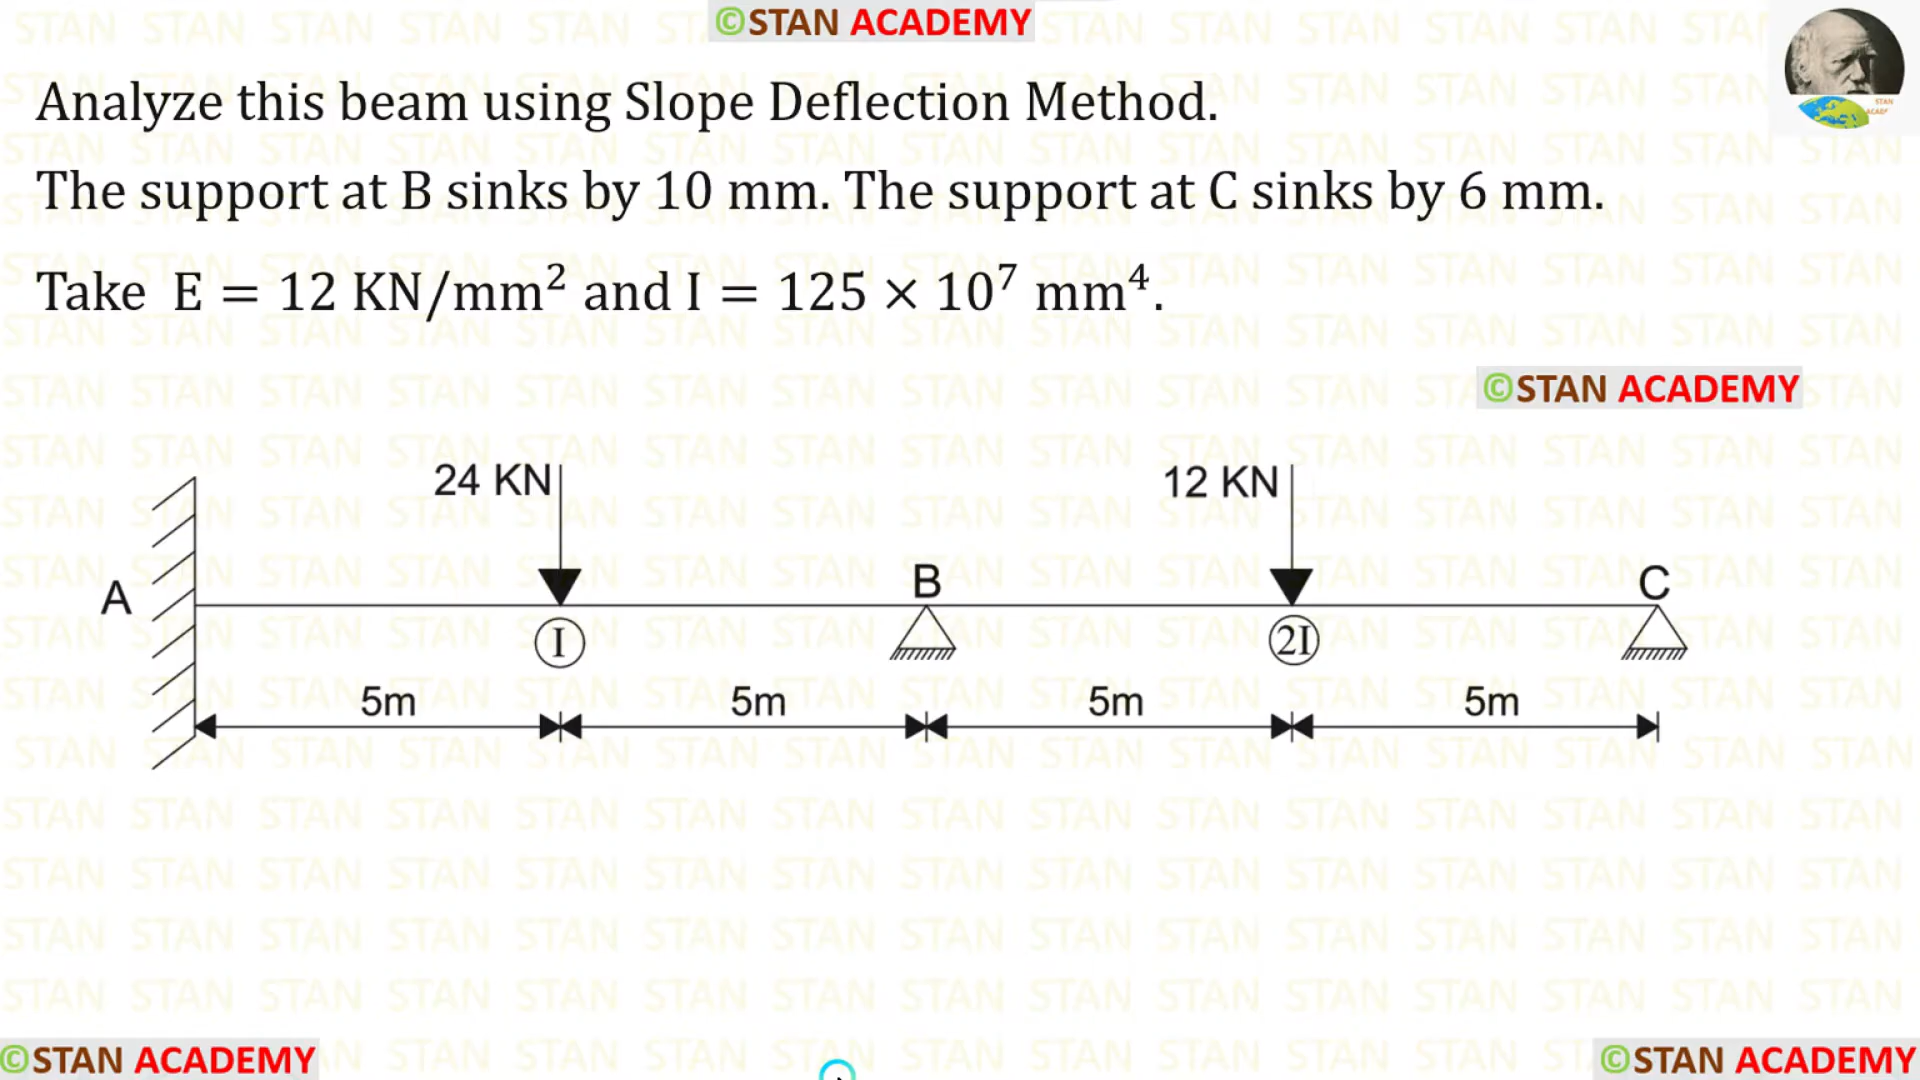 ©STAN ACADEMY
Analyze this beam using Slope Deflection Method.
The support at B sinks by 10 mm. The support at C sinks by 6 mm.
Take E = 12 KN/mm² and I = 125 × 10⁷ mm⁴.
©STAN ACADEMY
24 KN 12 KN
A B C
I 2I
5m 5m 5m 5m
©STAN ACADEMY ©STAN ACADEMY